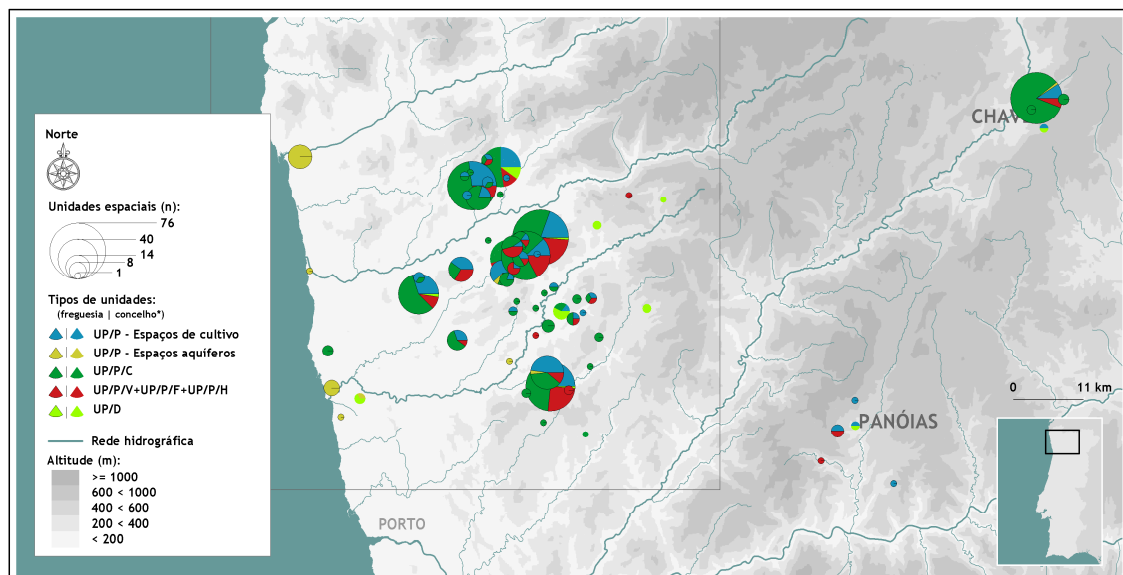 Norte
Unidades espaciais (n):
76
40
14
8
1
Tipos de unidades:
(freguesia | concelho*)
UP/P - Espaços de cultivo
UP/P - Espaços aquíferos
UP/P/C
UP/P/V+UP/P/F+UP/P/H
UP/D
Rede hidrográfica
Altitude (m):
>= 1000
600 < 1000
400 < 600
200 < 400
< 200
CHAV
PANÓIAS
PORTO
0 11 km